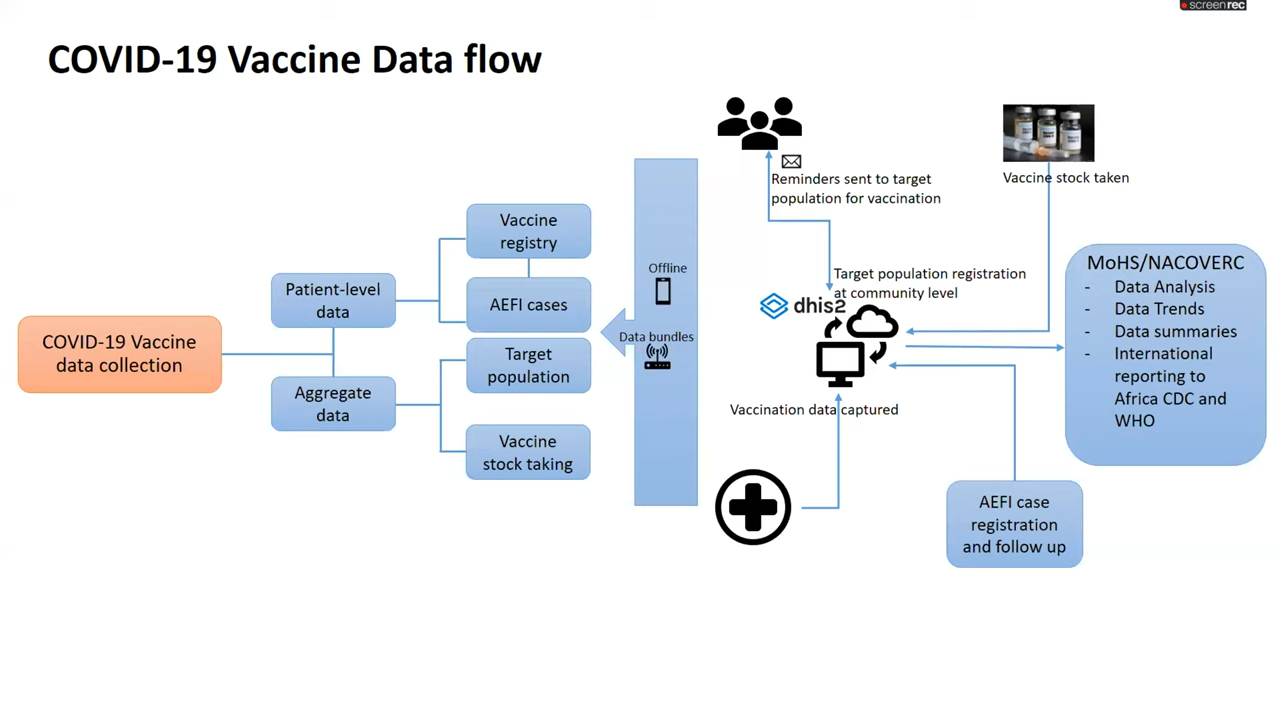 screenrec
COVID-19 Vaccine Data flow
COVID-19 Vaccine
data collection
Patient-level
data
Aggregate
data
Vaccine
registry
AEFI cases
Target
population
Vaccine
stock taking
Offline
Data bundles
Reminders sent to target
population for vaccination
Vaccine stock taken
Target population registration
at community level
dhis2
Vaccination data captured
MoHS/NACOVERC
- Data Analysis
- Data Trends
- Data summaries
- International
reporting to
Africa CDC and
WHO
AEFI case
registration
and follow up